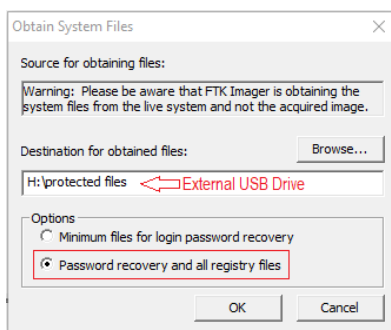 Obtain System Files
Source for obtaining files:
Warning: Please be aware that FTK Imager is obtaining the
system files from the live system and not the acquired image.
Destination for obtained files:
Browse...
H:\protected files
External USB Drive
Options
Minimum files for login password recovery
Password recovery and all registry files
OK
Cancel